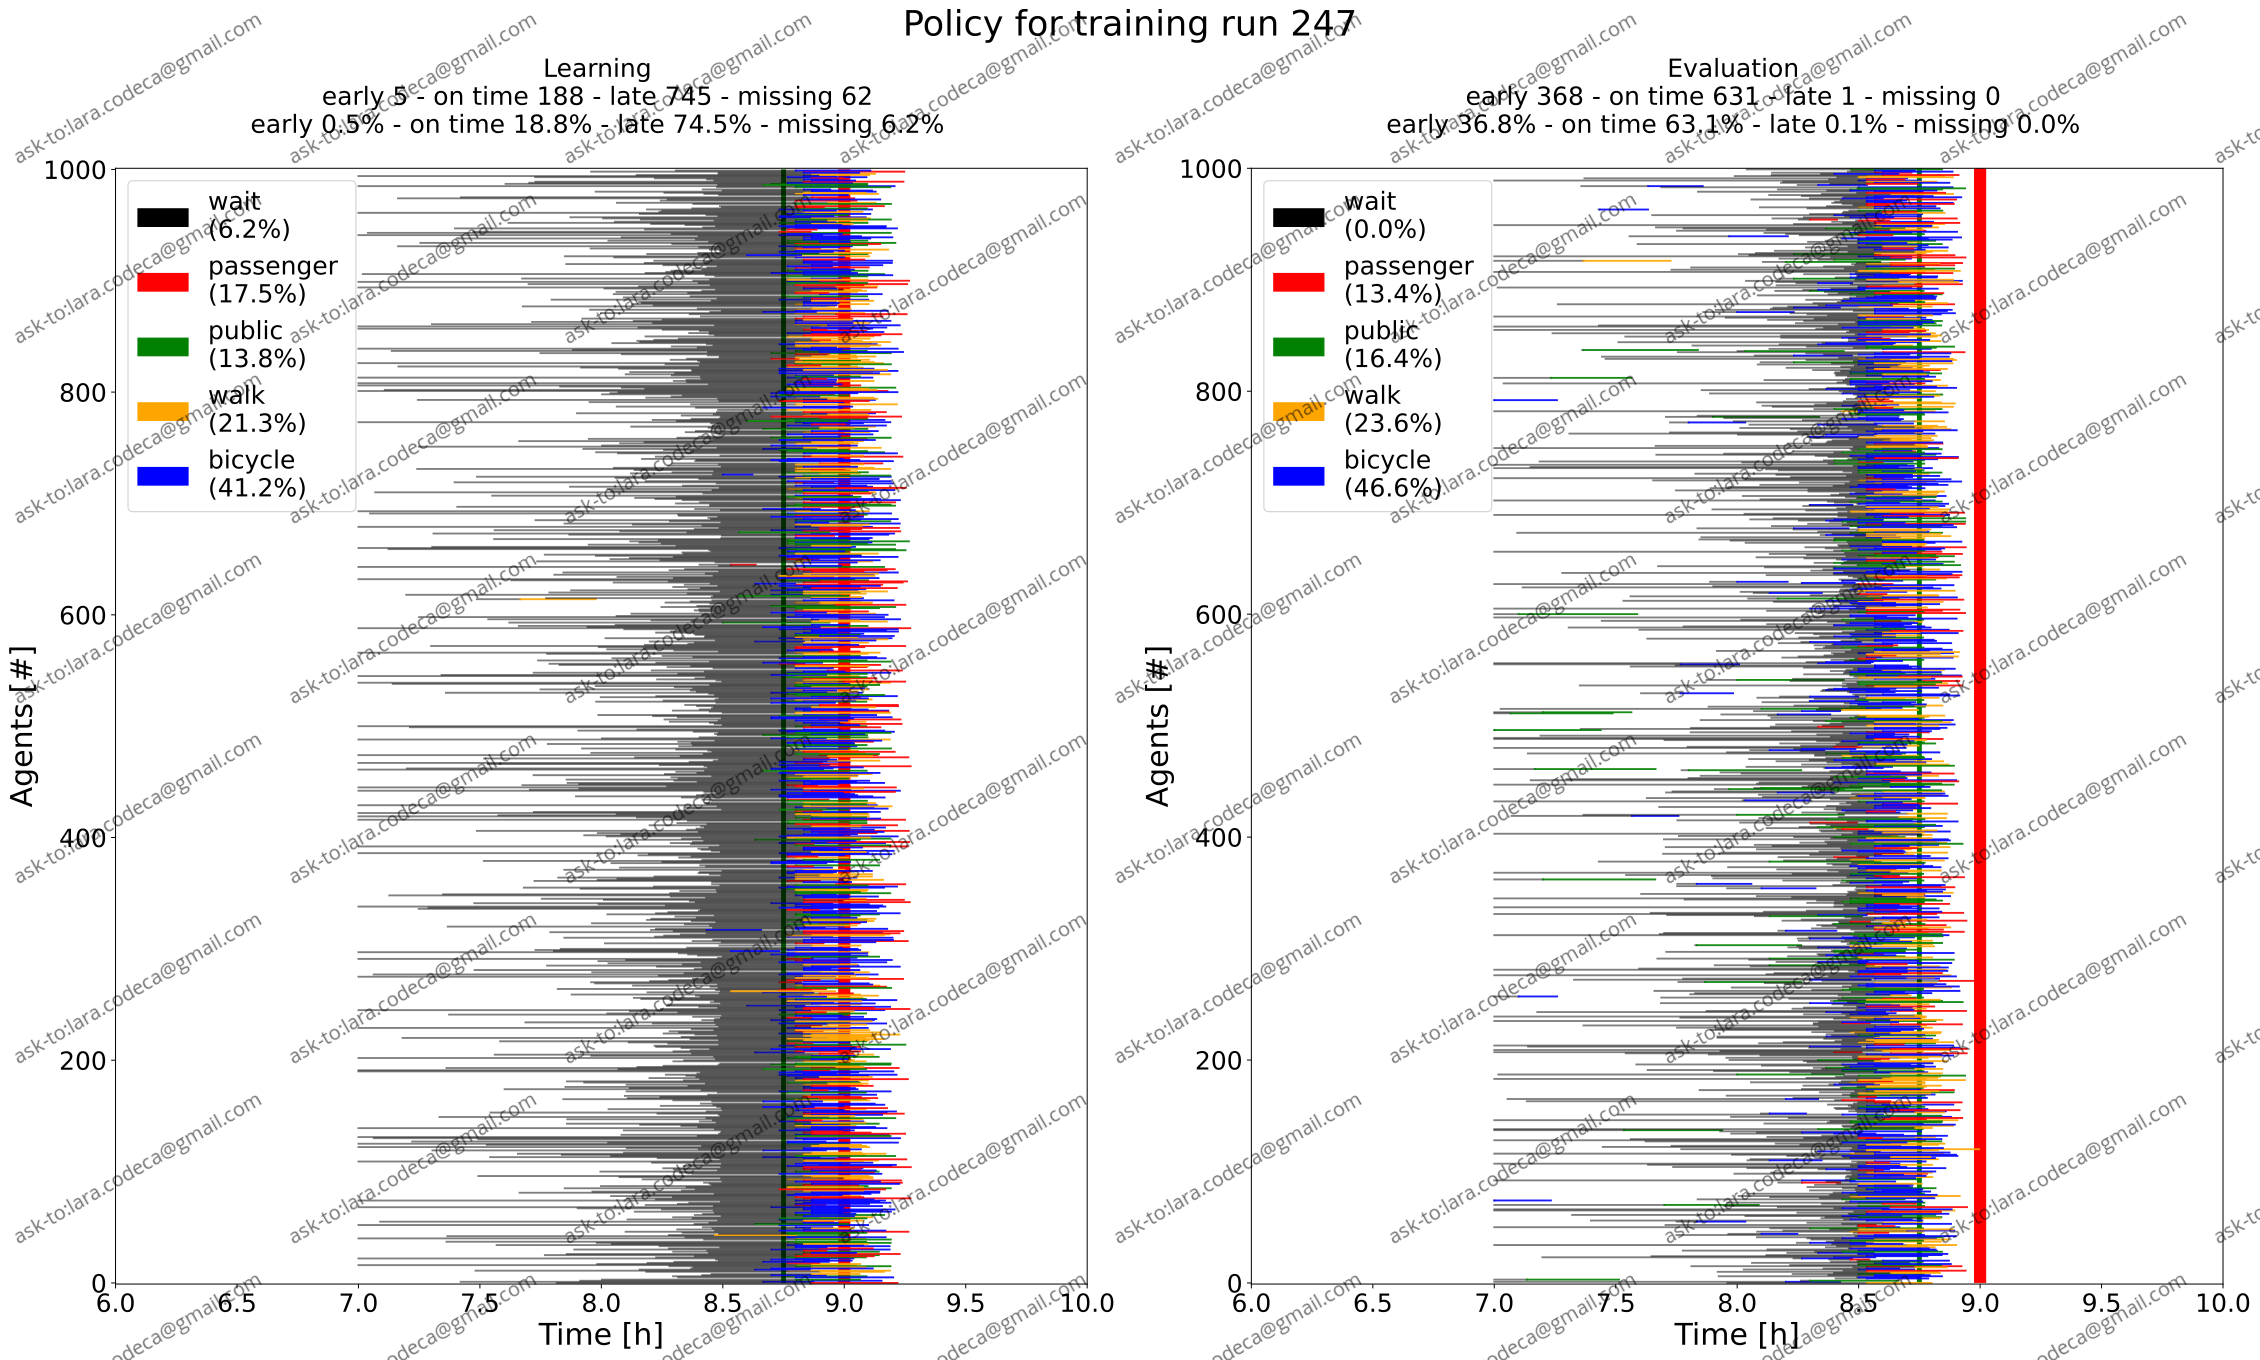 Policy for training run 247
Learning
early 5 - on time 188 - late 745 - missing 62
early 0.5% - on time 18.8% - late 74.5% - missing 6.2%
1000
800
600
400
200
0
Agents [#]
wait
(6.2%)
passenger
(17.5%)
public
(13.8%)
walk
(21.3%)
bicycle
(41.2%)
6.0 6.5 7.0 7.5 8.0 8.5 9.0 9.5 10.0
Time [h]
Evaluation
early 368 - on time 631 - late 1 - missing 0
early 36.8% - on time 63.1% - late 0.1% - missing 0.0%
1000
800
600
400
200
0
Agents [#]
wait
(0.0%)
passenger
(13.4%)
public
(16.4%)
walk
(23.6%)
bicycle
(46.6%)
6.0 6.5 7.0 7.5 8.0 8.5 9.0 9.5 10.0
Time [h]
ask-to:lara.codeca@gmail.com